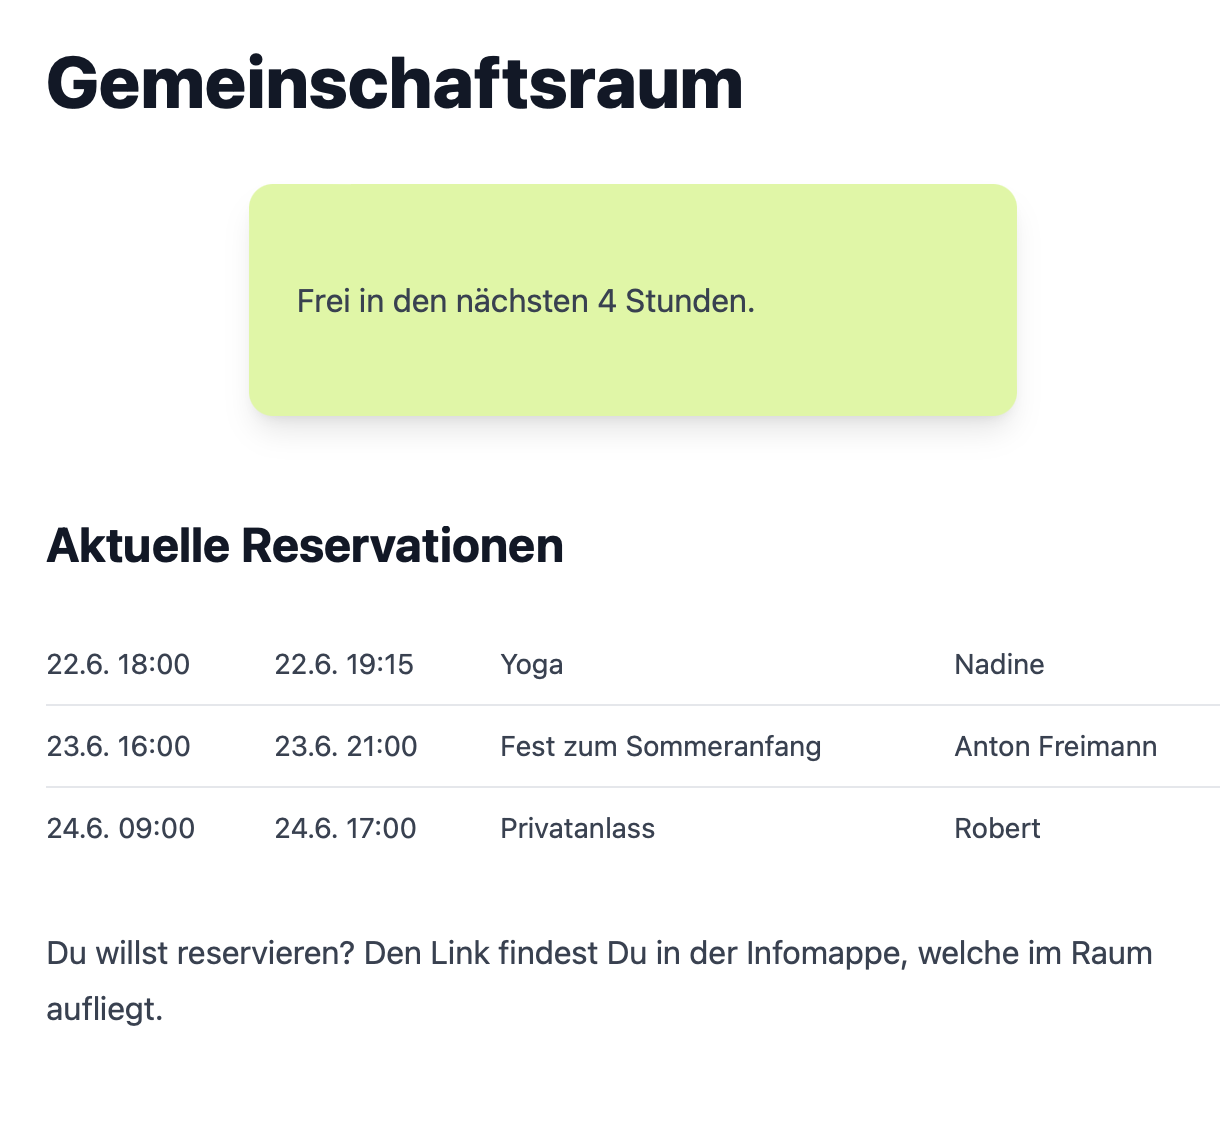 Gemeinschaftsraum
Frei in den nächsten 4 Stunden.
Aktuelle Reservationen
22.6. 18:00 22.6. 19:15 Yoga Nadine
23.6. 16:00 23.6. 21:00 Fest zum Sommeranfang Anton Freimann
24.6. 09:00 24.6. 17:00 Privatanlass Robert
Du willst reservieren? Den Link findest Du in der Infomappe, welche im Raum
aufliegt.